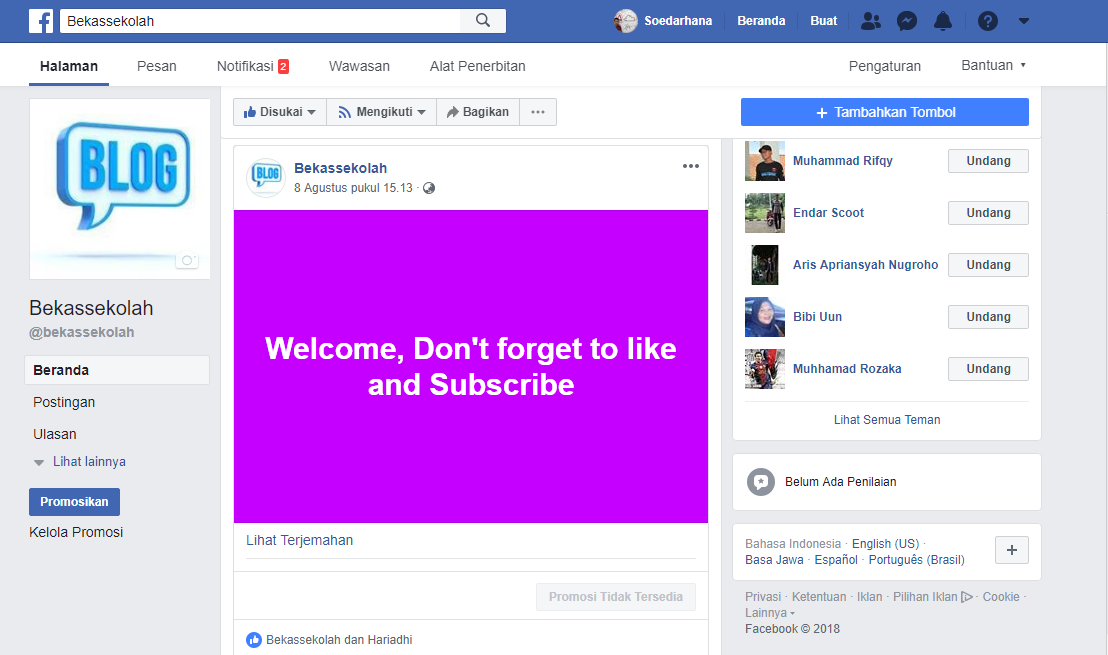 Bekassekolah
Soedarhana
Beranda
Buat
Halaman
Pesan
Notifikasi 2
Wawasan
Alat Penerbitan
Pengaturan
Bantuan
BLOG
Bekassekolah
@bekassekolah
Beranda
Postingan
Ulasan
Lihat lainnya
Promosikan
Kelola Promosi
Disukai
Mengikuti
Bagikan
BLOG
Bekassekolah
8 Agustus pukul 15.13 ·
Welcome, Don't forget to like
and Subscribe
Lihat Terjemahan
Promosi Tidak Tersedia
Bekassekolah dan Hariadhi
+ Tambahkan Tombol
Muhammad Rifqy Undang
Endar Scoot Undang
Aris Apriansyah Nugroho Undang
Bibi Uun Undang
Muhhamad Rozaka Undang
Lihat Semua Teman
Belum Ada Penilaian
Bahasa Indonesia · English (US) ·
Basa Jawa · Español · Português (Brasil)
Privasi · Ketentuan · Iklan · Pilihan Iklan · Cookie ·
Lainnya
Facebook © 2018